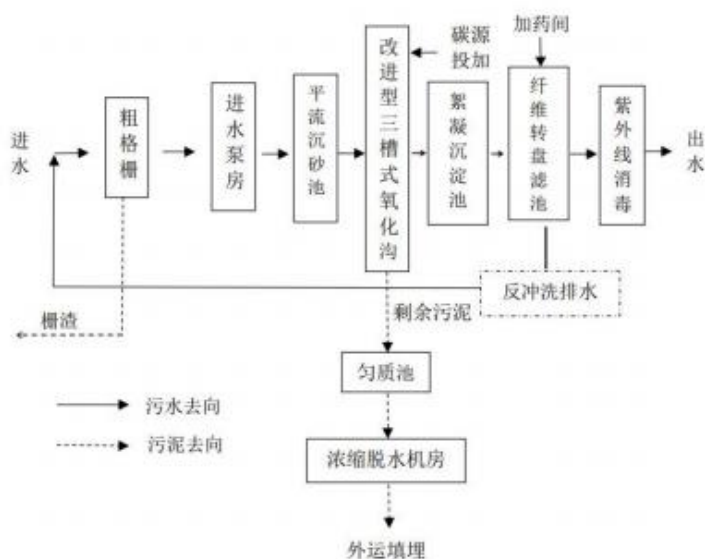 进水
粗格栅
进水泵房
平流沉砂池
改进型三槽式氧化沟
碳源
投加
絮凝沉淀池
加药间
纤维转盘滤池
紫外线消毒
出水
反冲洗排水
栅渣
剩余污泥
匀质池
污水去向
污泥去向
浓缩脱水机房
外运填埋